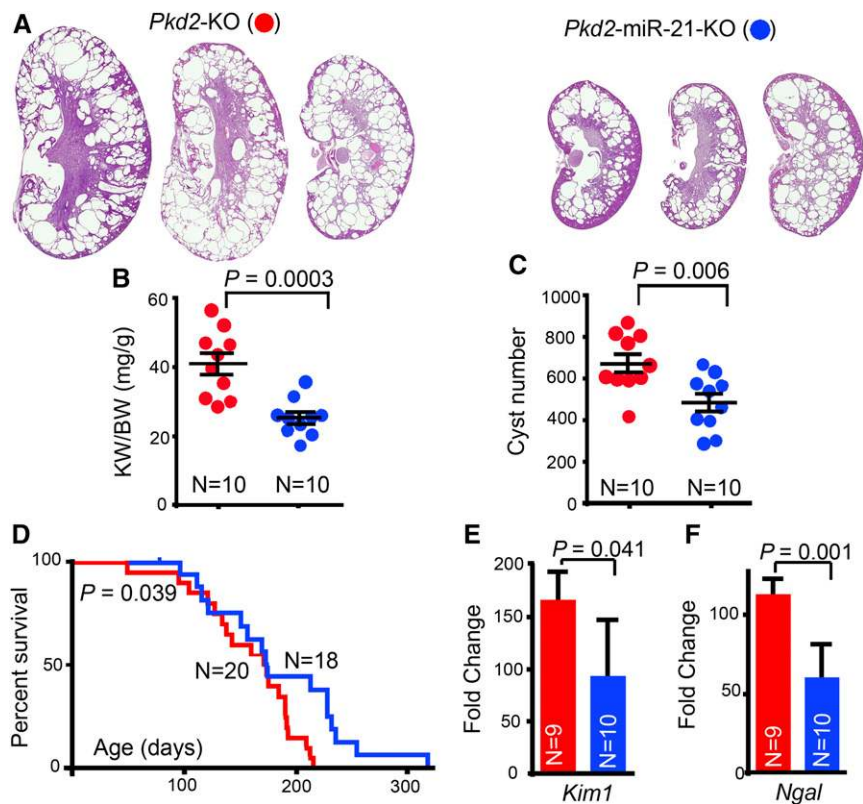 A
Pkd2-KO (●)
Pkd2-miR-21-KO (●)
B
P = 0.0003
KW/BW (mg/g)
60
40
20
0
N=10
N=10
C
P = 0.006
Cyst number
1000
800
600
400
200
0
N=10
N=10
D
Percent survival
100
50
0
P = 0.039
N=20
N=18
Age (days)
100
200
300
E
P = 0.041
Fold Change
200
150
100
50
0
N=9
N=10
Kim1
F
P = 0.001
Fold Change
100
50
0
N=9
N=10
Ngal